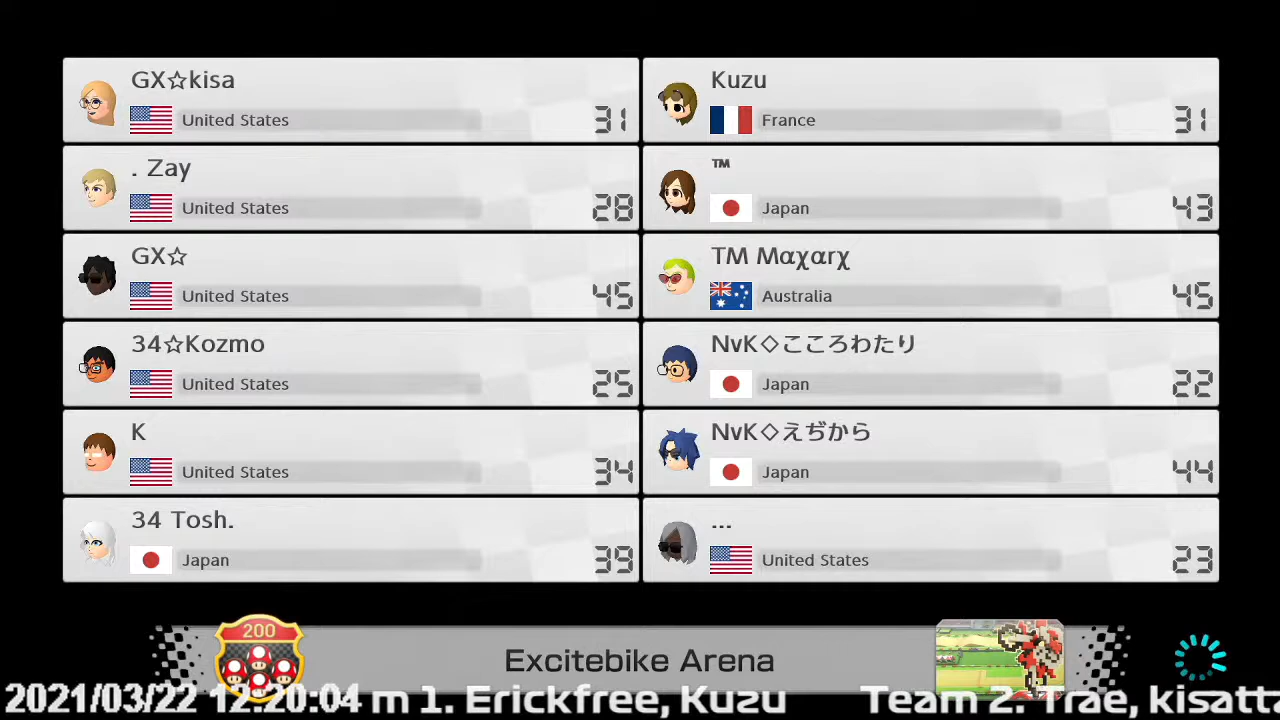 GX☆kisa
United States 31
. Zay
United States 28
GX☆
United States 45
34☆Kozmo
United States 25
K
United States 34
34 Tosh.
Japan 39
Kuzu
France 31
™
Japan 43
TM Mαχαrχ
Australia 45
NvK◇こころわたり
Japan 22
NvK◇えぢから
Japan 44
...
United States 23
200
Excitebike Arena
2021/03/22 12:20:04 m 1. Erickfree, Kuzu Team 2. Trae, kisatta